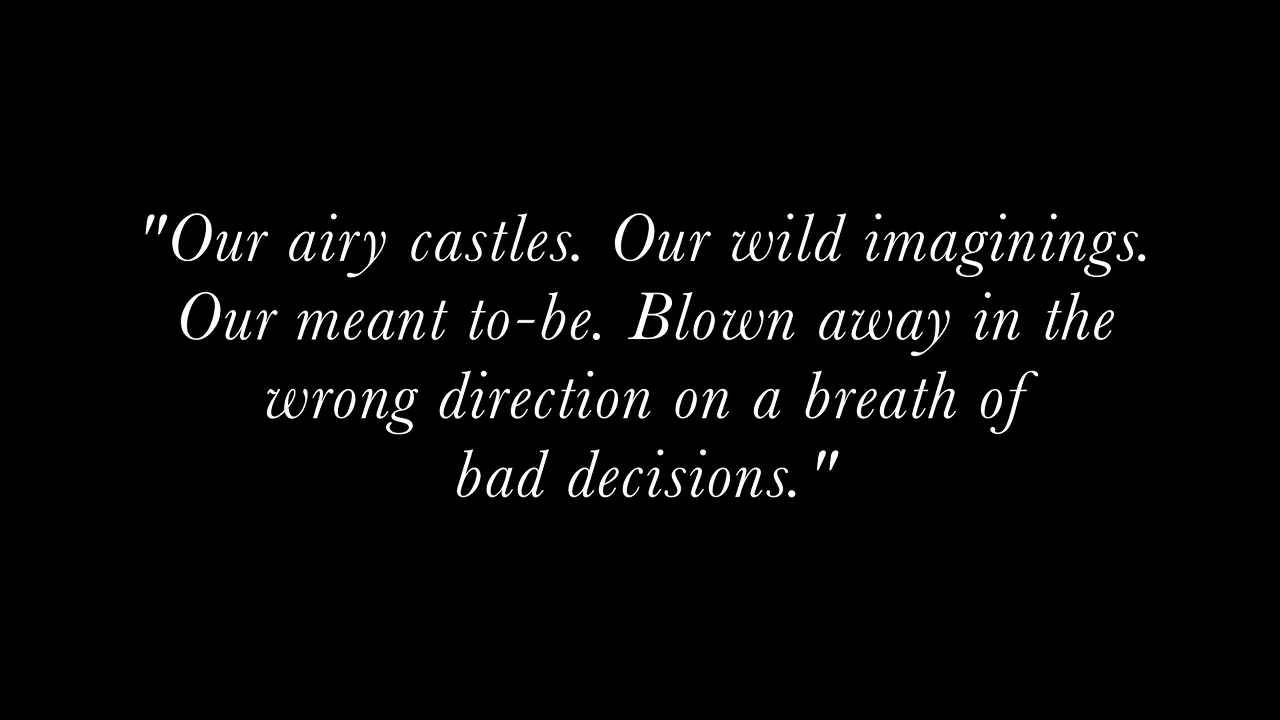 "Our airy castles. Our wild imaginings.
Our meant to-be. Blown away in the
wrong direction on a breath of
bad decisions."